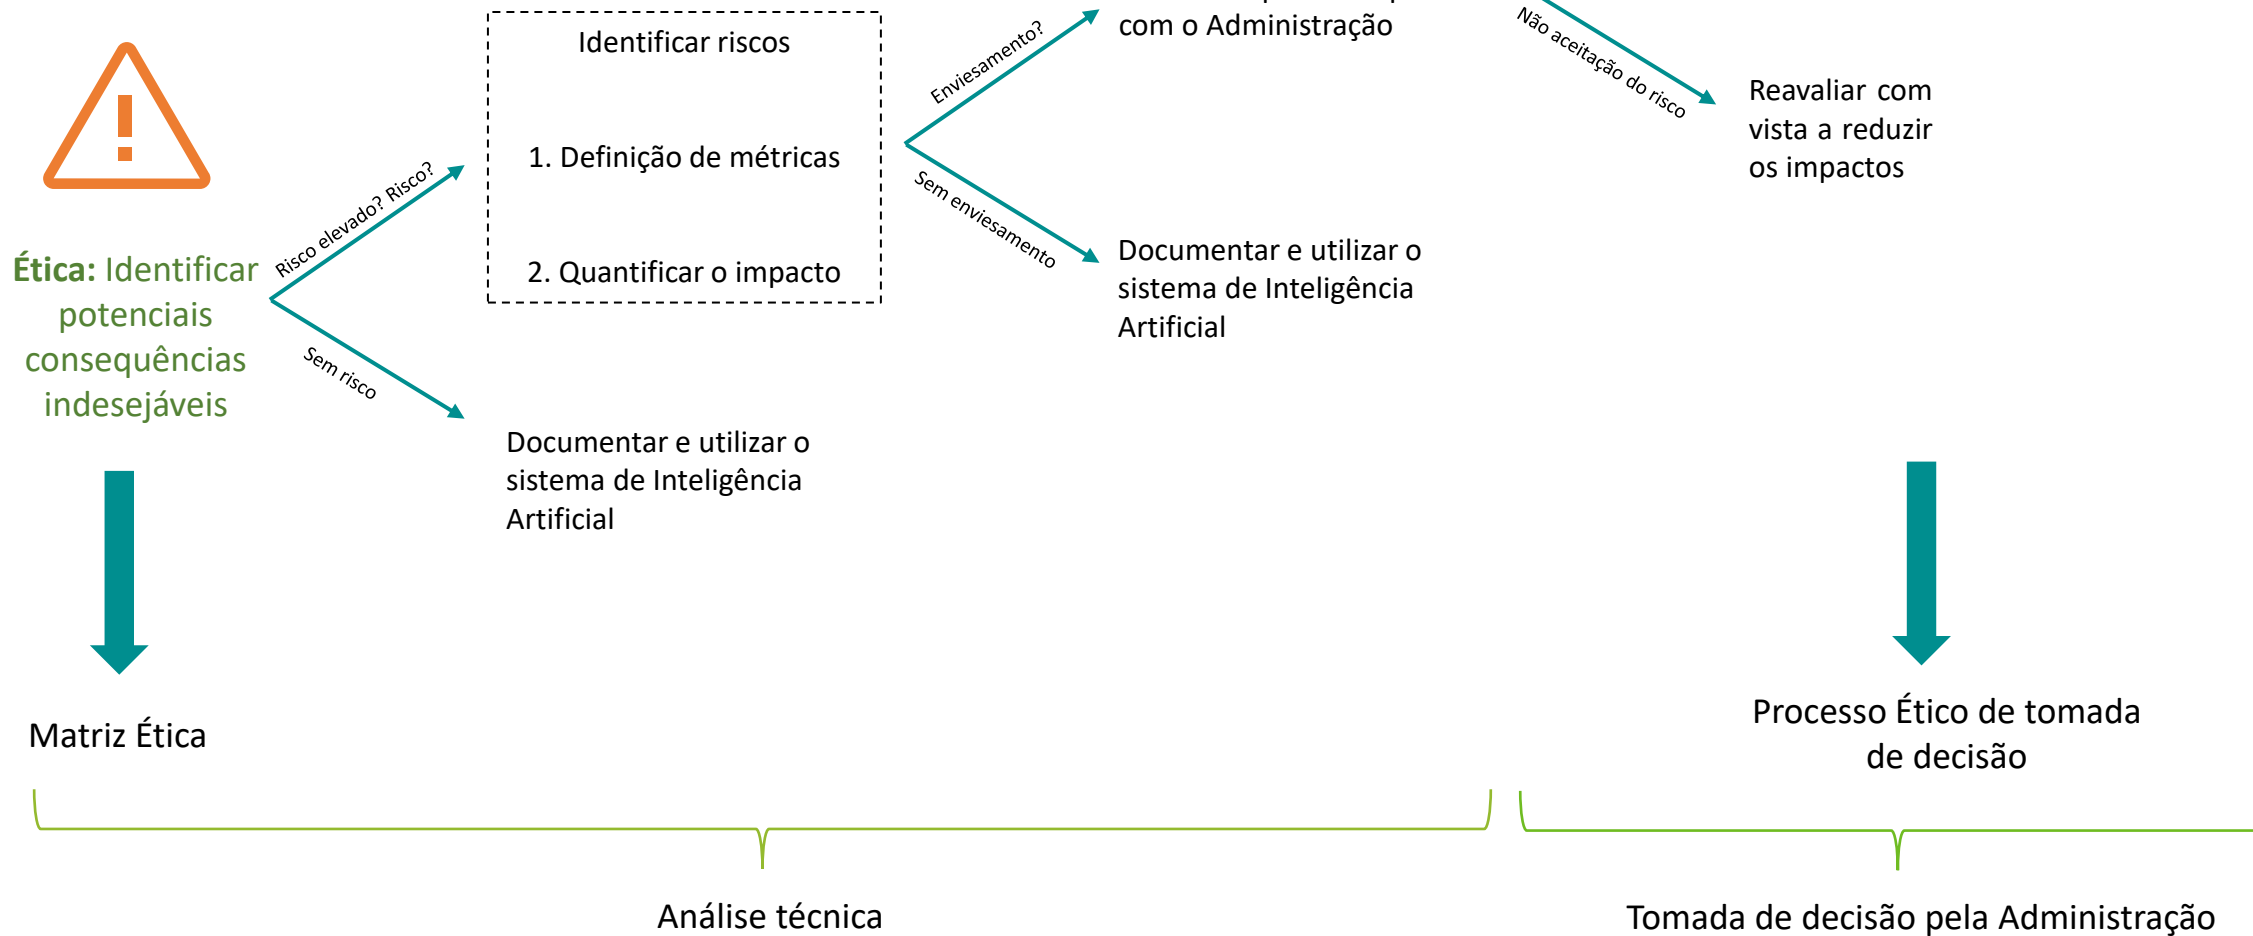 Identificar riscos
1. Definição de métricas
2. Quantificar o impacto
Enviesamento?
com o Administração
Não aceitação do risco
Reavaliar com
vista a reduzir
os impactos
Risco elevado? Risco?
Ética: Identificar
potenciais
consequências
indesejáveis
Sem risco
Sem enviesamento
Documentar e utilizar o
sistema de Inteligência
Artificial
Documentar e utilizar o
sistema de Inteligência
Artificial
Matriz Ética
Processo Ético de tomada
de decisão
Análise técnica
Tomada de decisão pela Administração